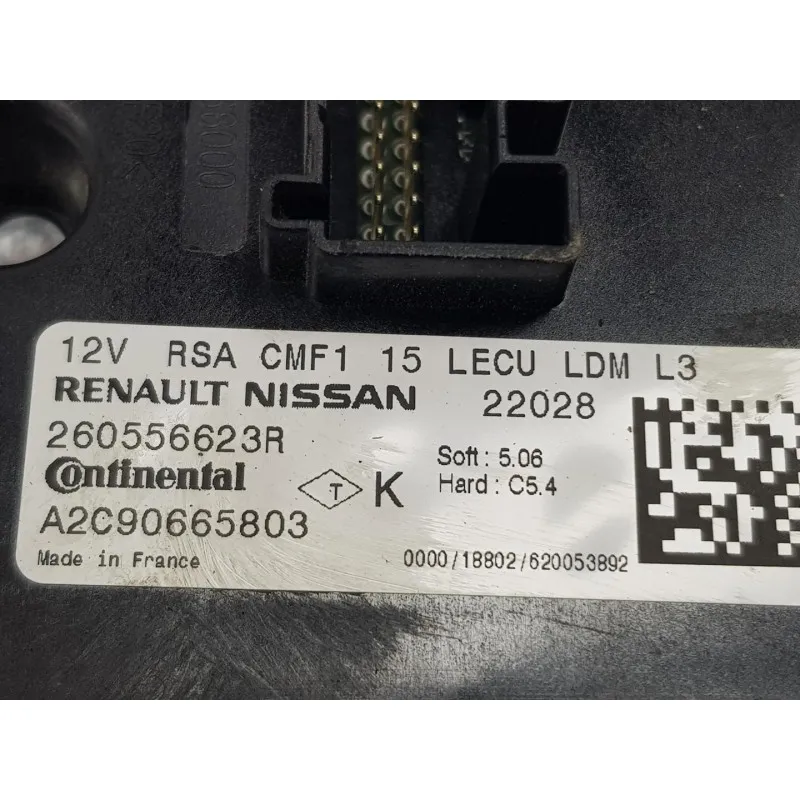 12V RSA CMF1 15 LECU LDM L3
RENAULT NISSAN 22028
260556623R
Continental
T K
Soft : 5.06
Hard : C5.4
A2C90665803
Made in France
0000/18802/620053892